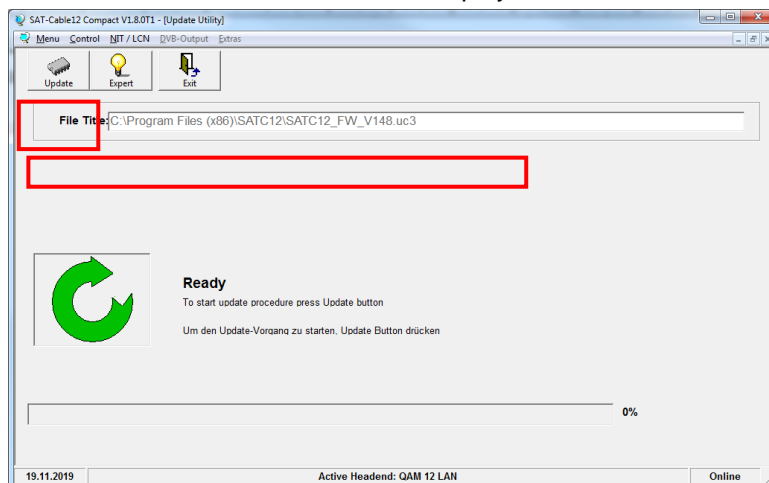 SAT-Cable12 Compact V1.8.0T1 - [Update Utility]
Menu Control NIT / LCN DVB-Output Extras
Update Expert Exit
File Title: C:\Program Files (x86)\SATC12\SATC12_FW_V148.uc3
Ready
To start update procedure press Update button
Um den Update-Vorgang zu starten, Update Button drücken
0%
19.11.2019 Active Headend: QAM 12 LAN Online